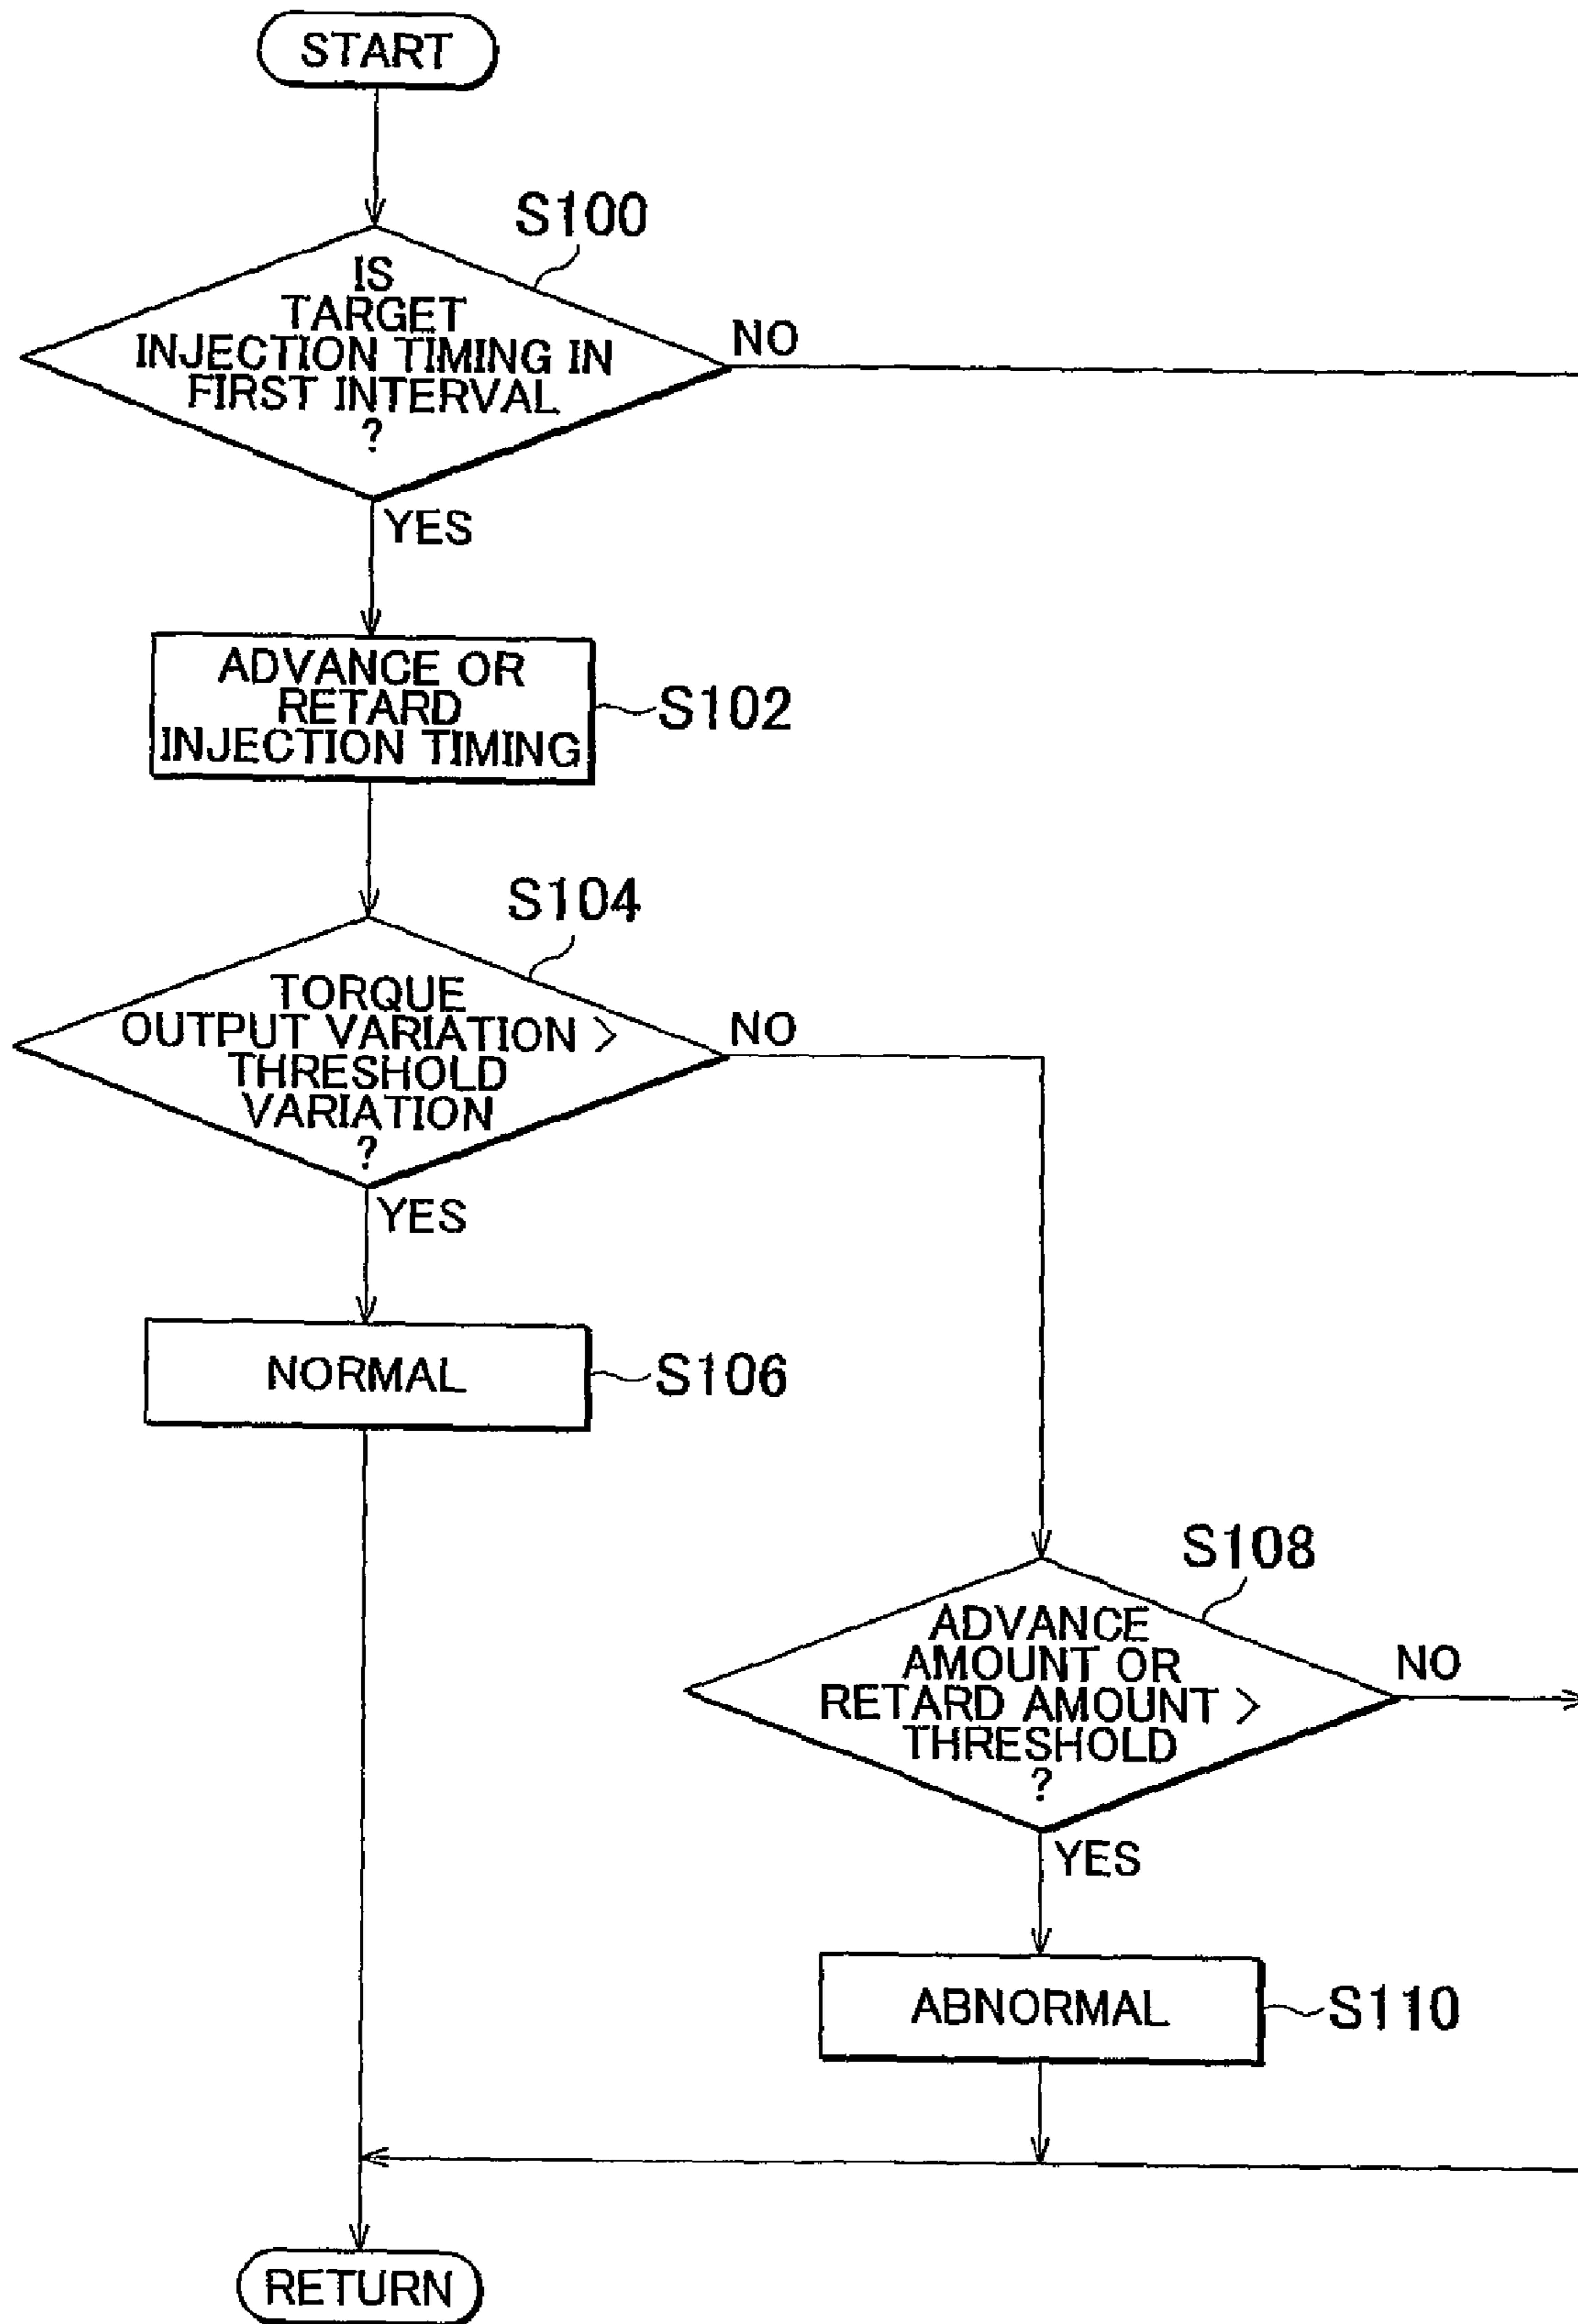 START
S100
IS
TARGET
INJECTION TIMING IN
FIRST INTERVAL
?
NO
YES
ADVANCE OR
RETARD
INJECTION TIMING
S102
S104
TORQUE
OUTPUT VARIATION >
THRESHOLD
VARIATION
?
NO
YES
NORMAL
S106
S108
ADVANCE
AMOUNT OR
RETARD AMOUNT >
THRESHOLD
?
NO
YES
ABNORMAL
S110
RETURN